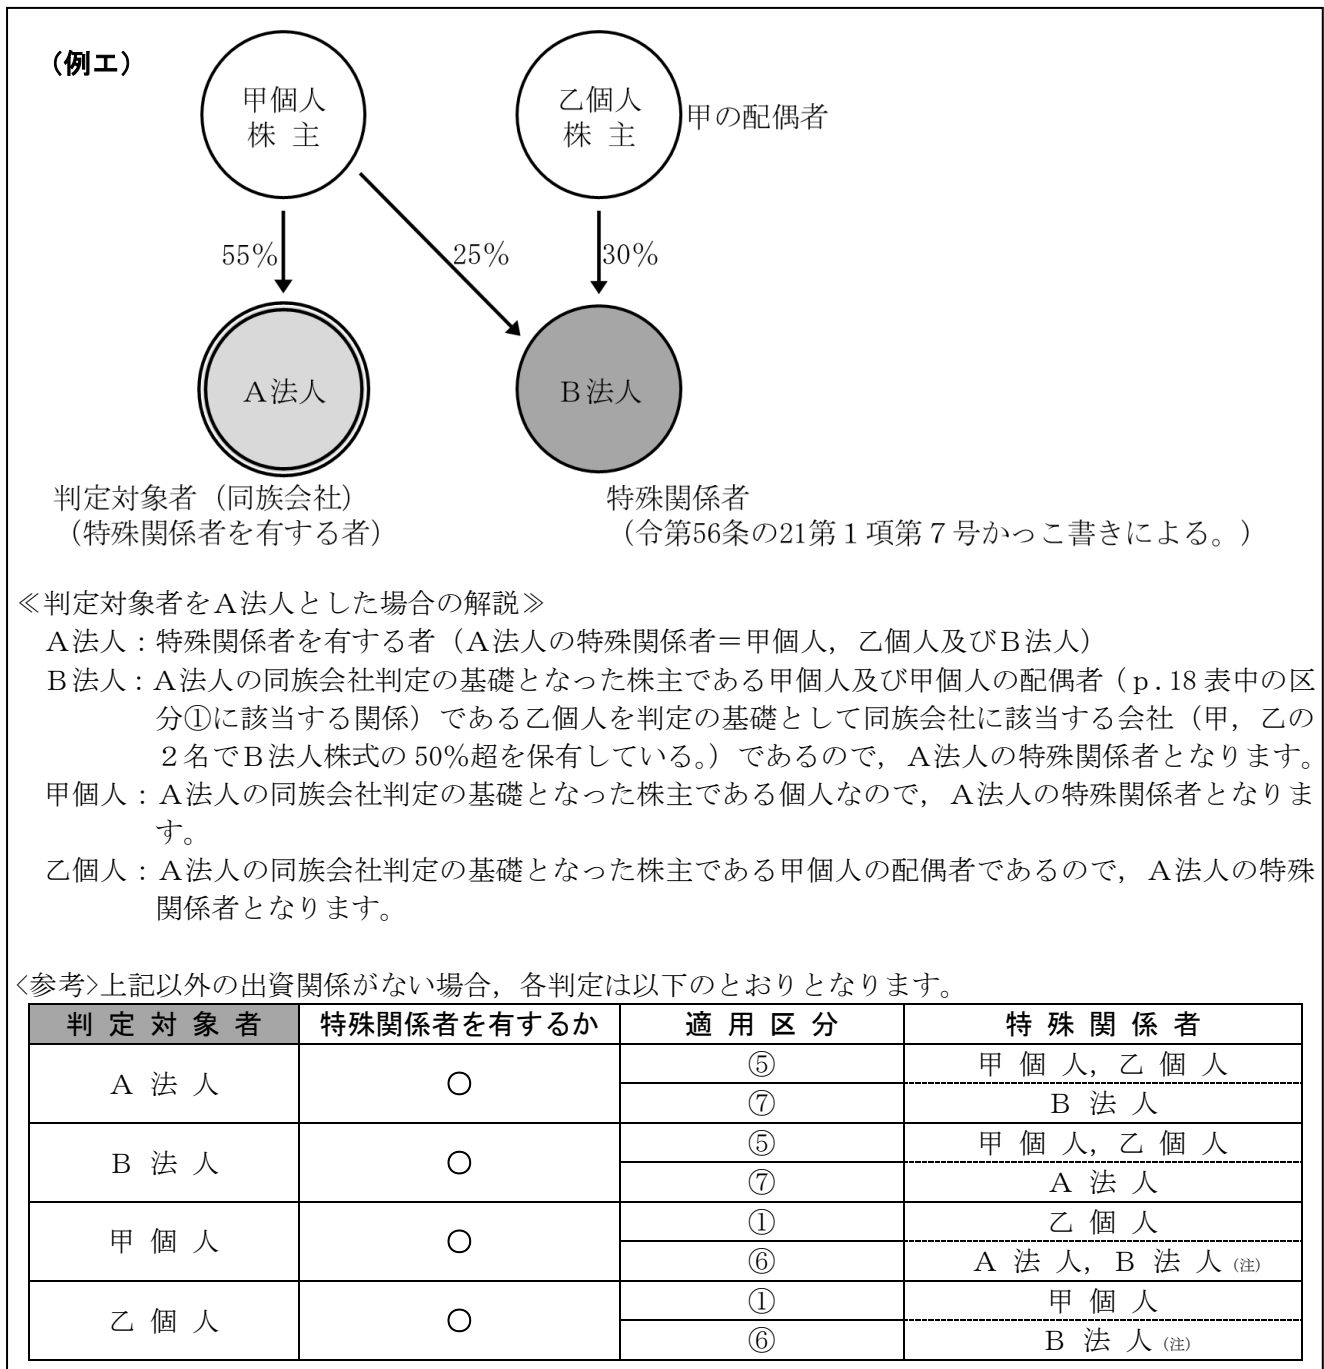 （例エ）
甲個人
株 主
乙個人
株 主
甲の配偶者
55％
25％
30％
Ａ法人
Ｂ法人
判定対象者（同族会社）
（特殊関係者を有する者）
特殊関係者
（令第56条の21第１項第７号かっこ書きによる。）
≪判定対象者をＡ法人とした場合の解説≫
Ａ法人：特殊関係者を有する者（Ａ法人の特殊関係者＝甲個人，乙個人及びＢ法人）
Ｂ法人：Ａ法人の同族会社判定の基礎となった株主である甲個人及び甲個人の配偶者（ｐ.18 表中の区
分①に該当する関係）である乙個人を判定の基礎として同族会社に該当する会社（甲，乙の
２名でＢ法人株式の 50％超を保有している。）であるので，Ａ法人の特殊関係者となります。
甲個人：Ａ法人の同族会社判定の基礎となった株主である個人なので，Ａ法人の特殊関係者となりま
す。
乙個人：Ａ法人の同族会社判定の基礎となった株主である甲個人の配偶者であるので，Ａ法人の特殊
関係者となります。
<参考>上記以外の出資関係がない場合，各判定は以下のとおりとなります。
判 定 対 象 者 特殊関係者を有するか 適 用 区 分 特 殊 関 係 者
Ａ 法 人 ○ ⑤ 甲 個 人，乙 個 人
⑦ Ｂ 法 人
Ｂ 法 人 ○ ⑤ 甲 個 人，乙 個 人
⑦ Ａ 法 人
甲 個 人 ○ ① 乙 個 人
⑥ Ａ 法 人，Ｂ 法 人（注）
乙 個 人 ○ ① 甲 個 人
⑥ Ｂ 法 人（注）